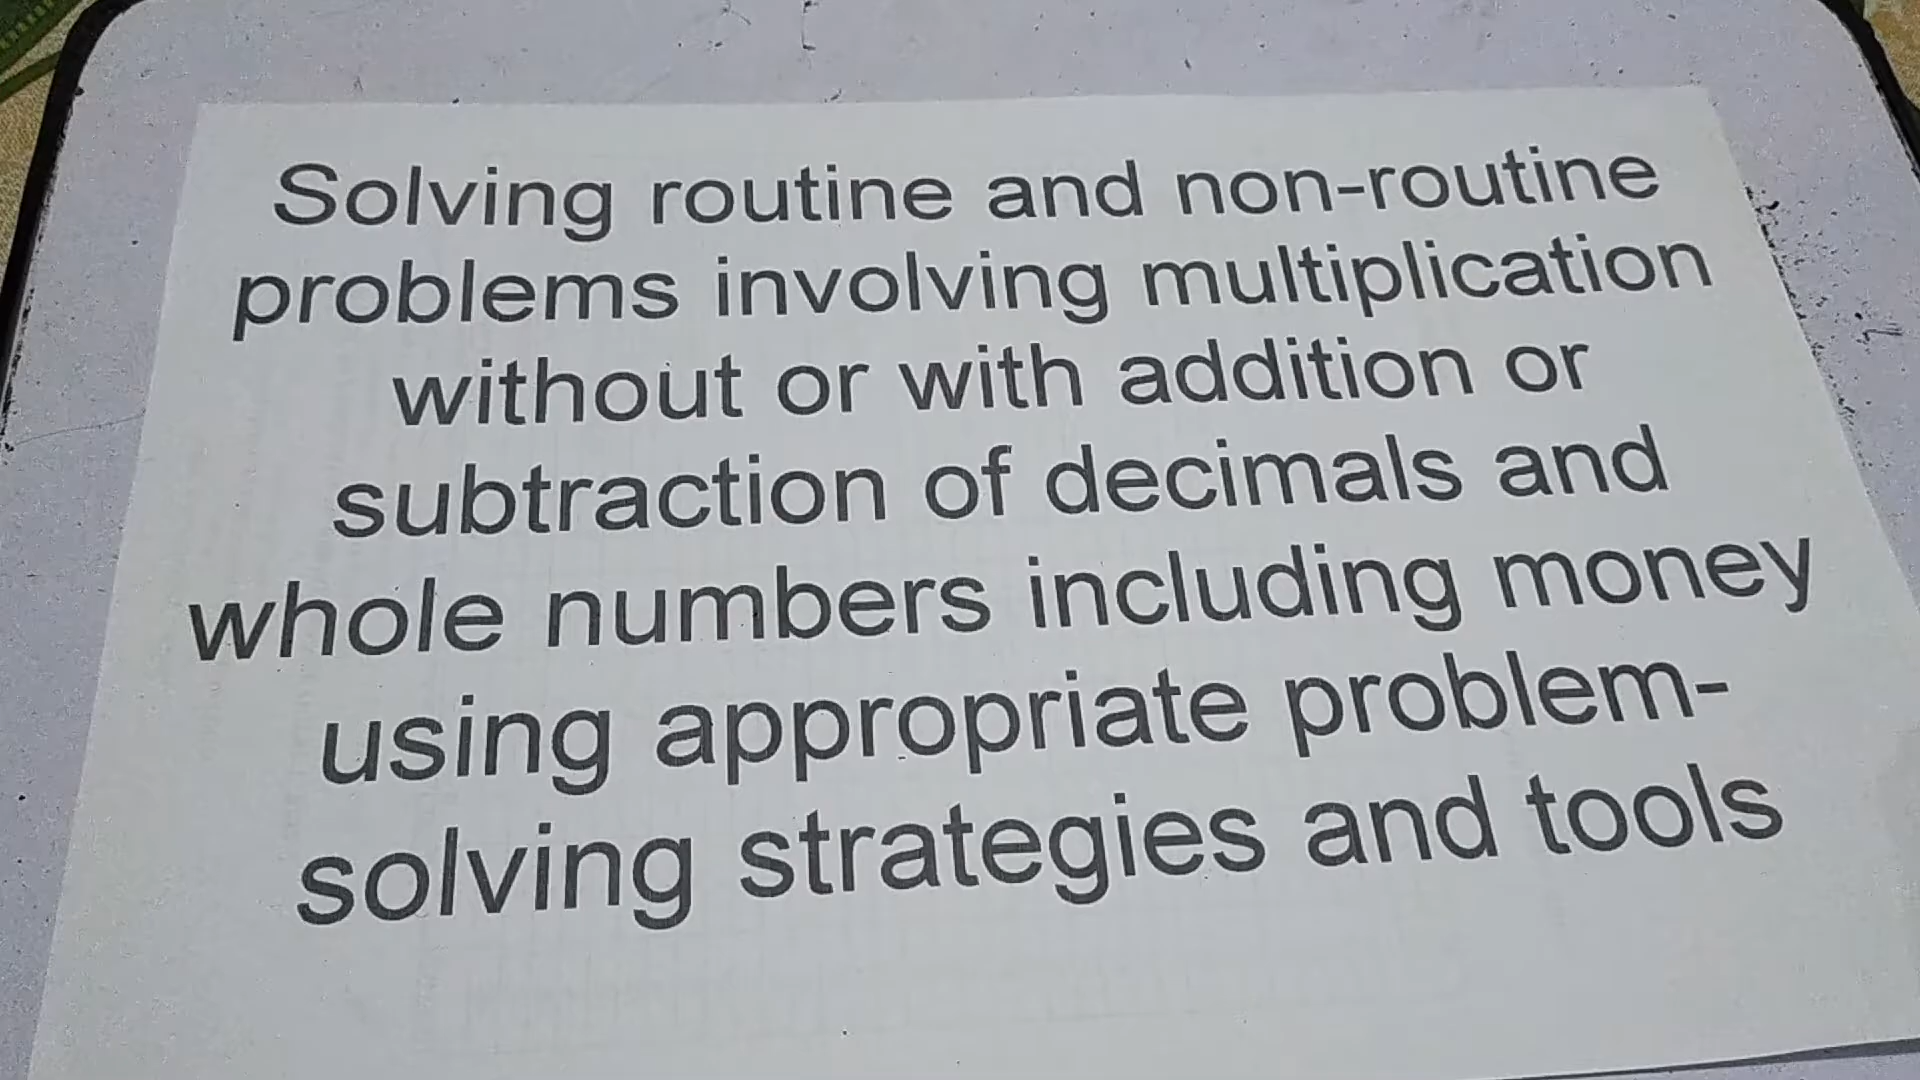 Solving routine and non-routine
problems involving multiplication
without or with addition or
subtraction of decimals and
whole numbers including money
using appropriate problem-
solving strategies and tools